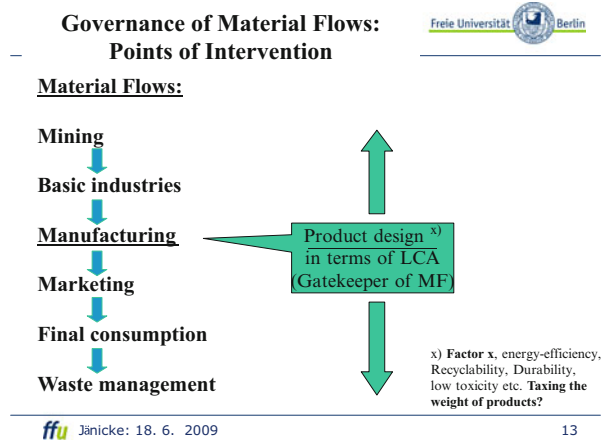 Governance of Material Flows:
Points of Intervention
Freie Universität Berlin
Material Flows:
Mining
Basic industries
Manufacturing
Marketing
Final consumption
Waste management
Product design x)
in terms of LCA
(Gatekeeper of MF)
x) Factor x, energy-efficiency,
Recyclability, Durability,
low toxicity etc. Taxing the
weight of products?
ffu Jänicke: 18. 6. 2009
13